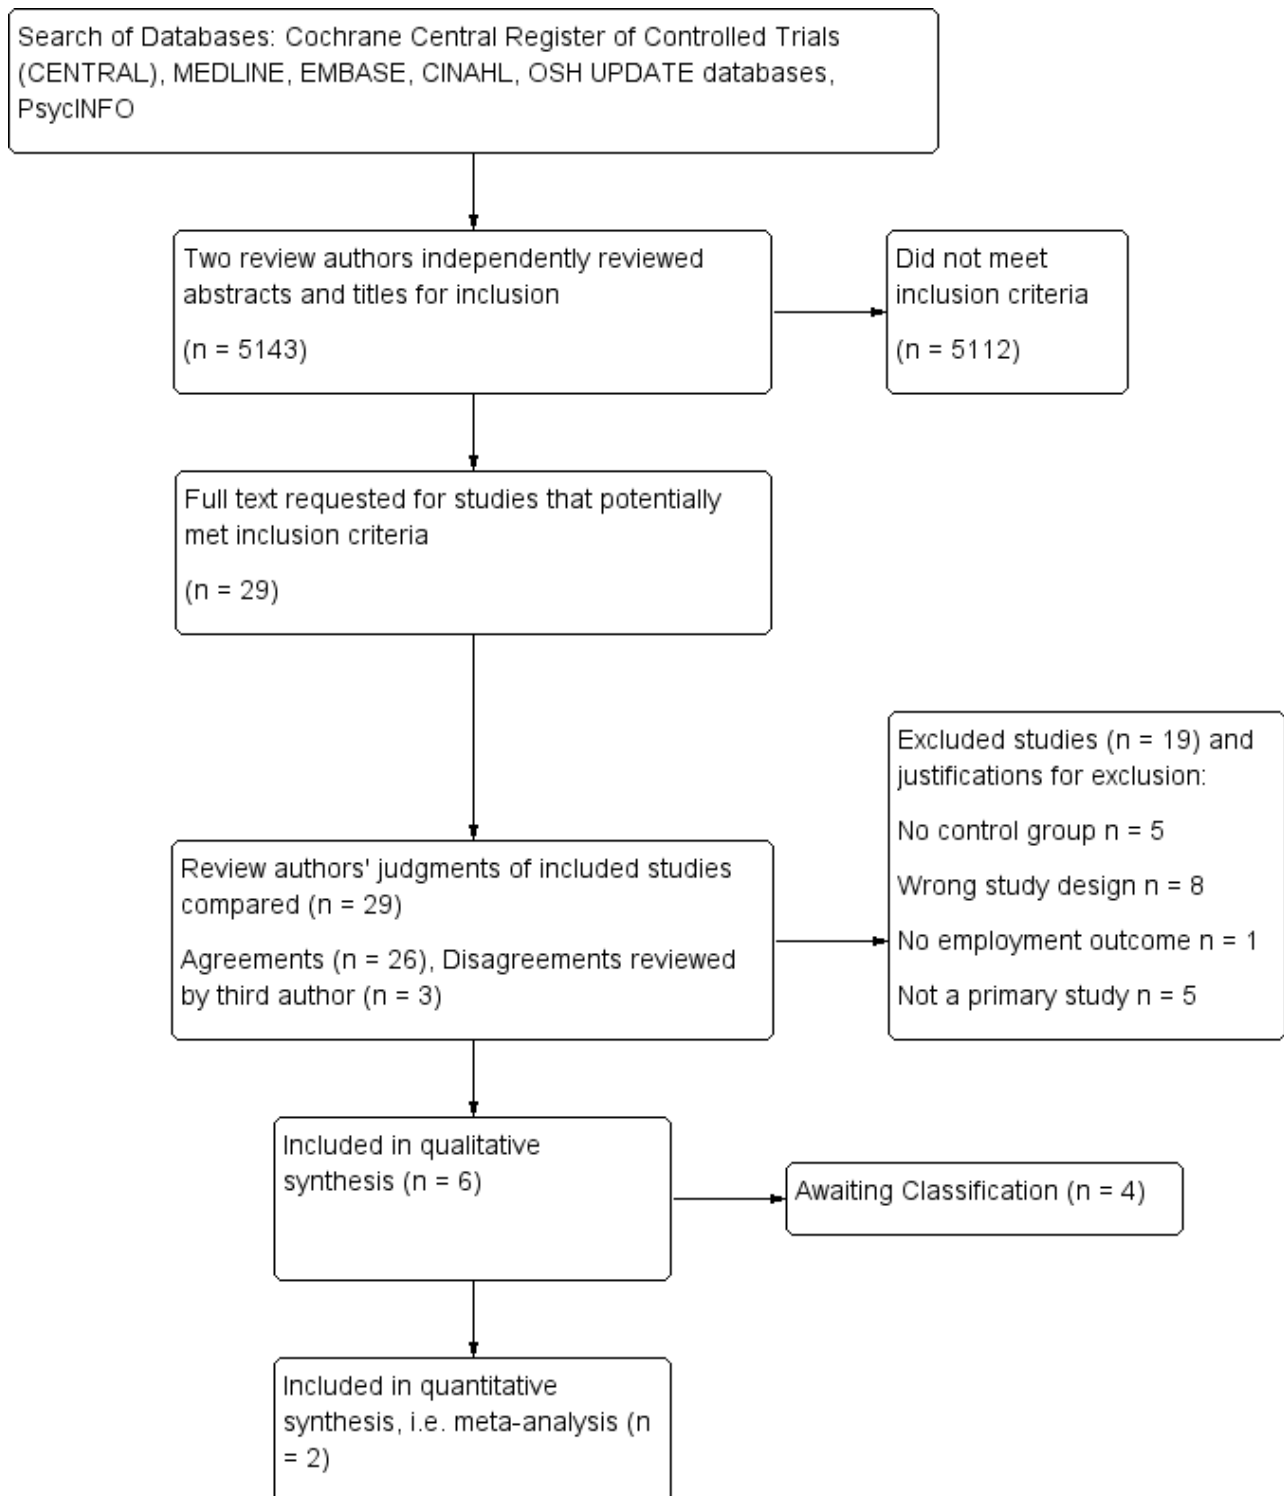 Search of Databases: Cochrane Central Register of Controlled Trials
(CENTRAL), MEDLINE, EMBASE, CINAHL, OSH UPDATE databases,
PsycINFO
Two review authors independently reviewed
abstracts and titles for inclusion
(n = 5143)
Did not meet
inclusion criteria
(n = 5112)
Full text requested for studies that potentially
met inclusion criteria
(n = 29)
Excluded studies (n = 19) and
justifications for exclusion:
No control group n = 5
Wrong study design n = 8
No employment outcome n = 1
Not a primary study n = 5
Review authors' judgments of included studies
compared (n = 29)
Agreements (n = 26), Disagreements reviewed
by third author (n = 3)
Included in qualitative
synthesis (n = 6)
Awaiting Classification (n = 4)
Included in quantitative
synthesis, i.e. meta-analysis (n
= 2)